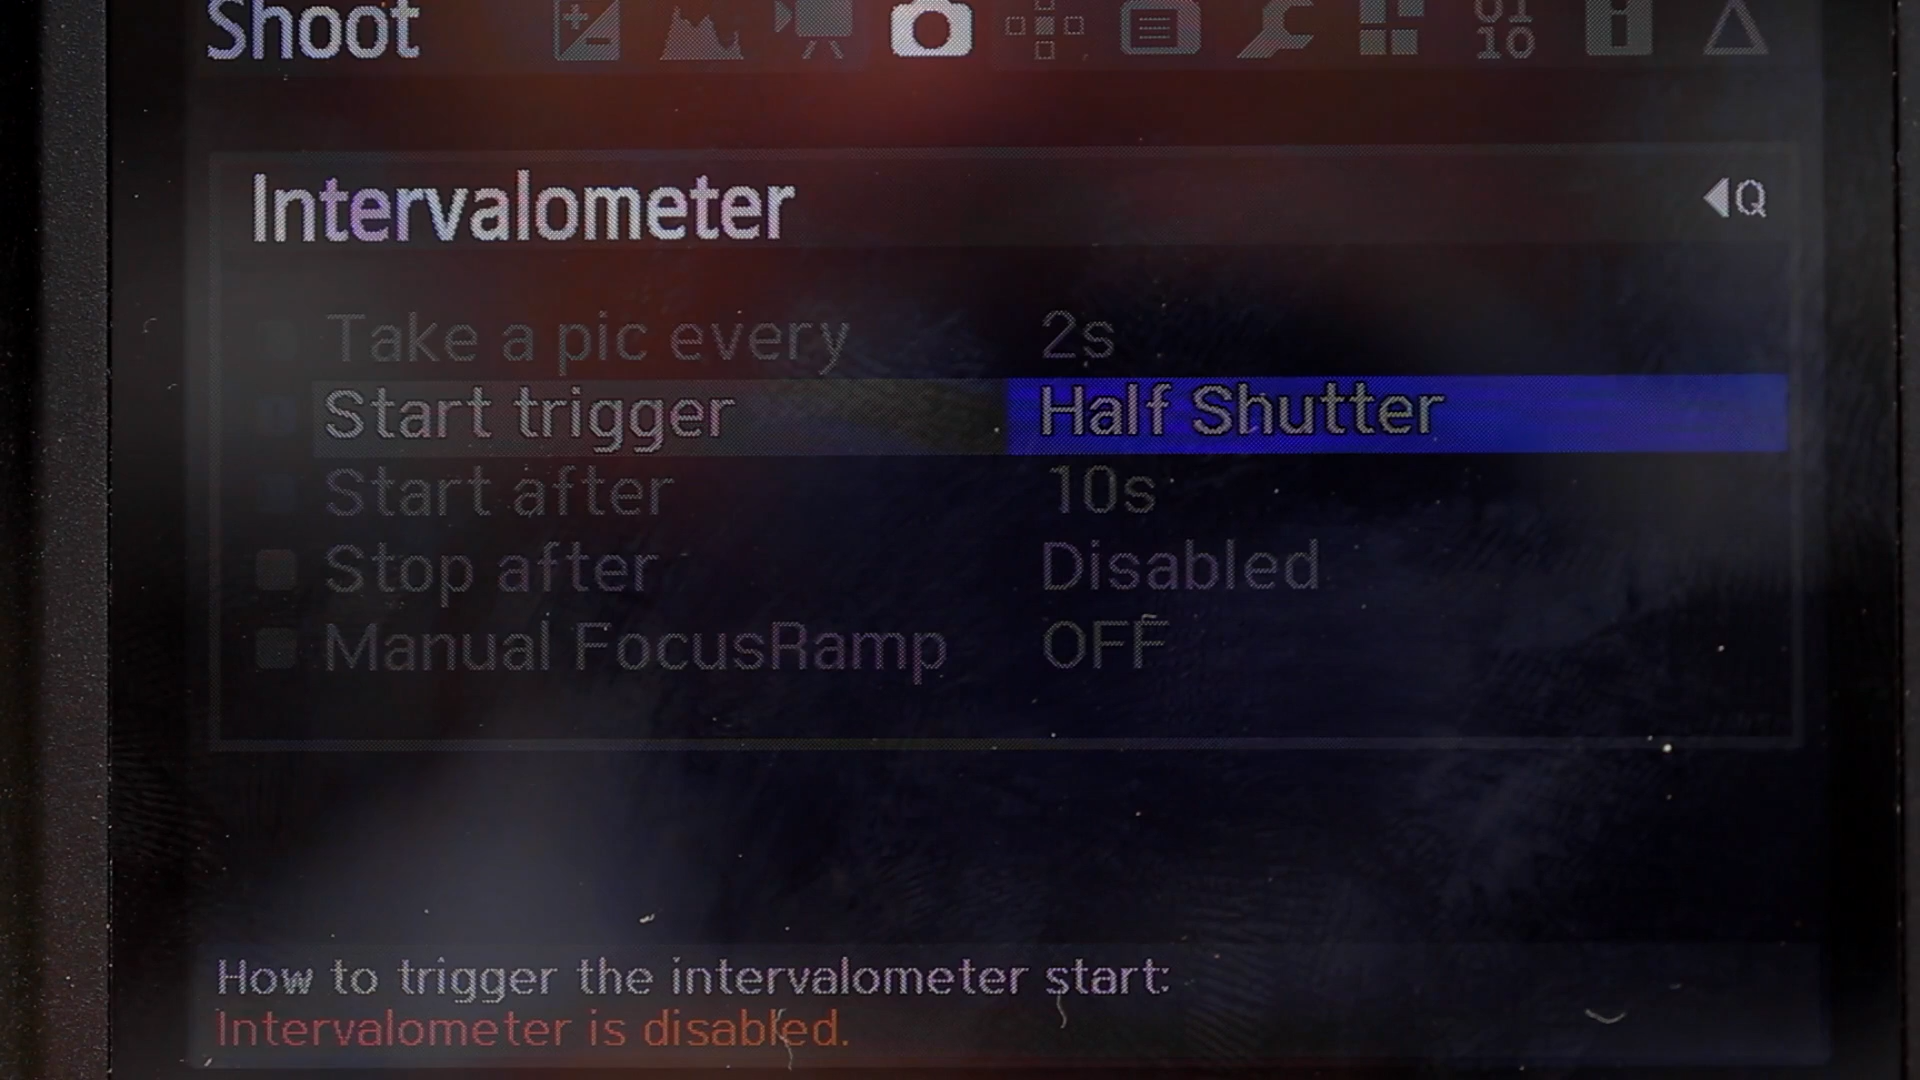 Shoot
Intervalometer Q
Take a pic every 2s
Start trigger Half Shutter
Start after 10s
Stop after Disabled
Manual FocusRamp OFF
How to trigger the intervalometer start:
Intervalometer is disabled.